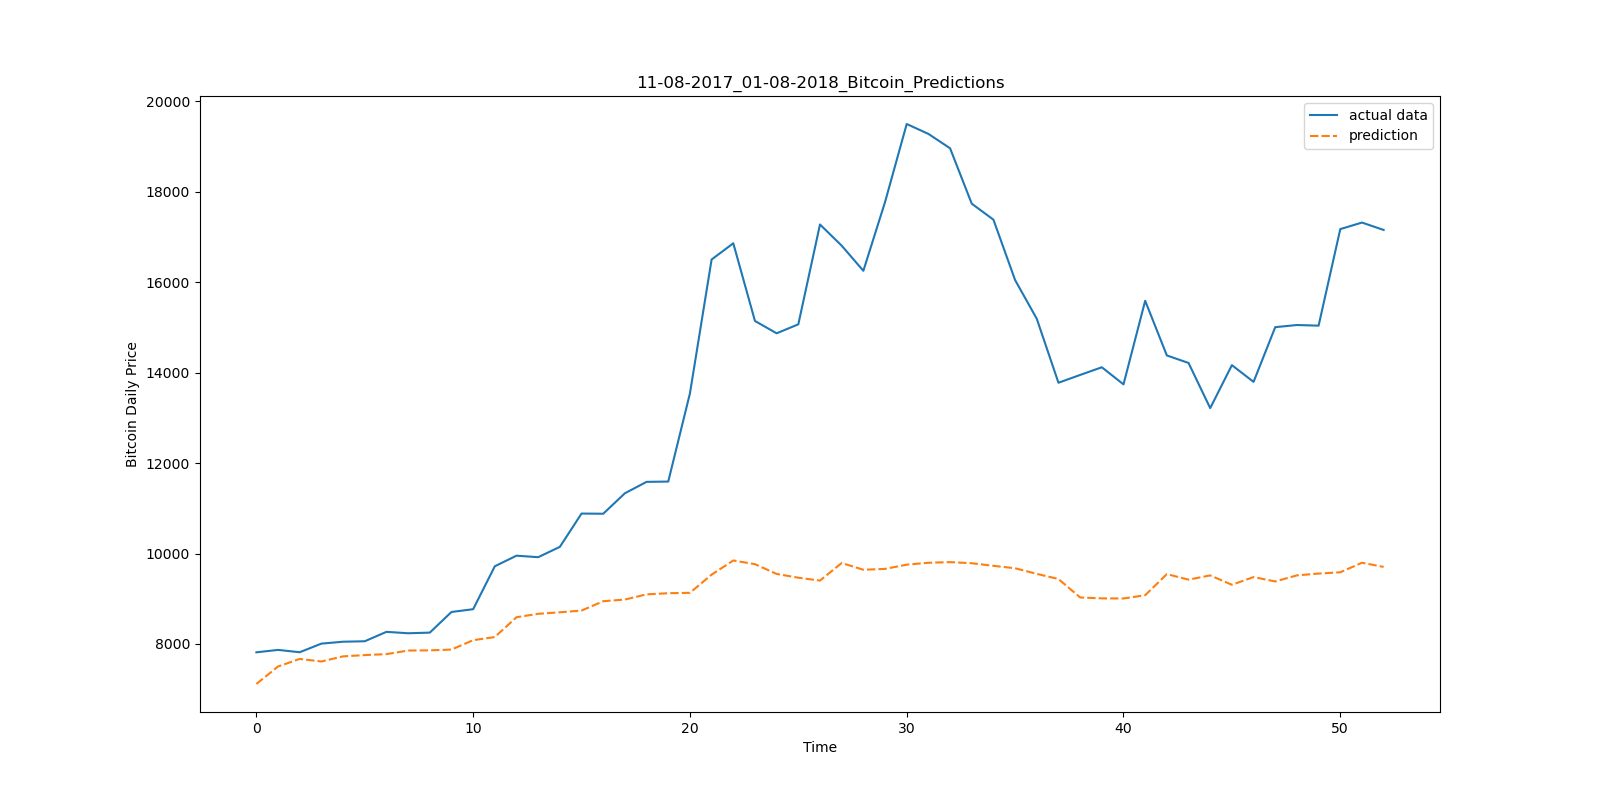 11-08-2017_01-08-2018_Bitcoin_Predictions
20000
18000
16000
14000
12000
10000
8000
Bitcoin Daily Price
actual data
prediction
0 10 20 30 40 50
Time